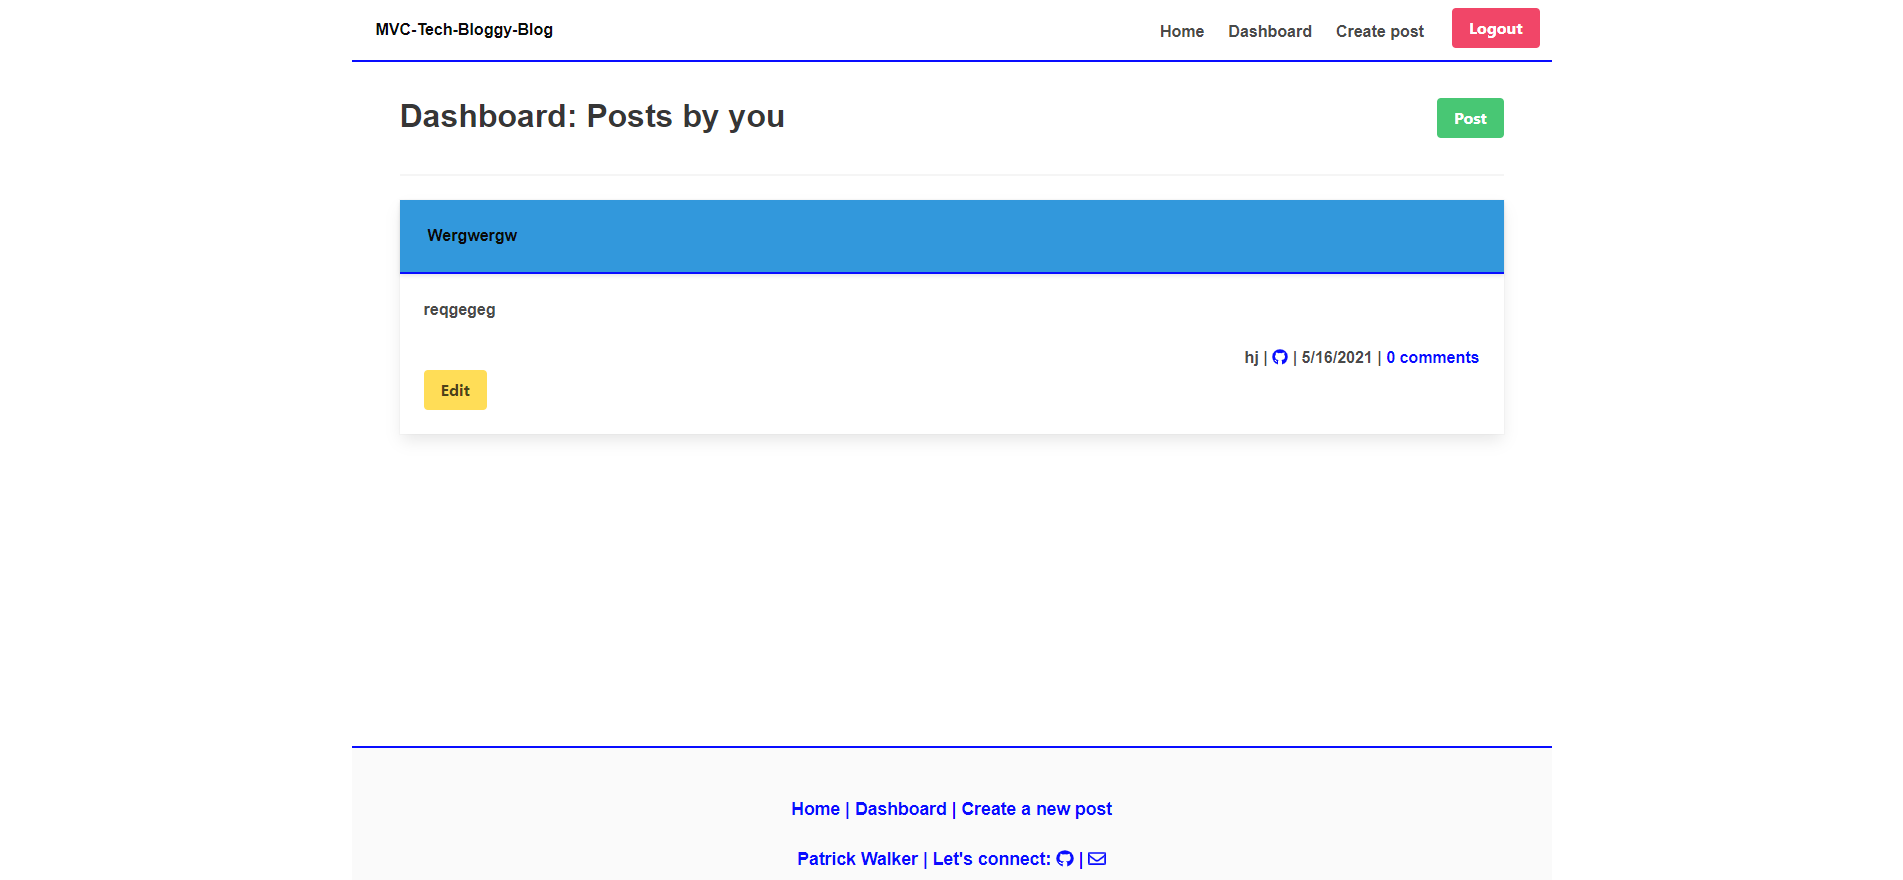 MVC-Tech-Bloggy-Blog
Home Dashboard Create post Logout
Dashboard: Posts by you
Post
Wergwergw
reqgegeg
hj | | 5/16/2021 | 0 comments
Edit
Home | Dashboard | Create a new post
Patrick Walker | Let's connect: |